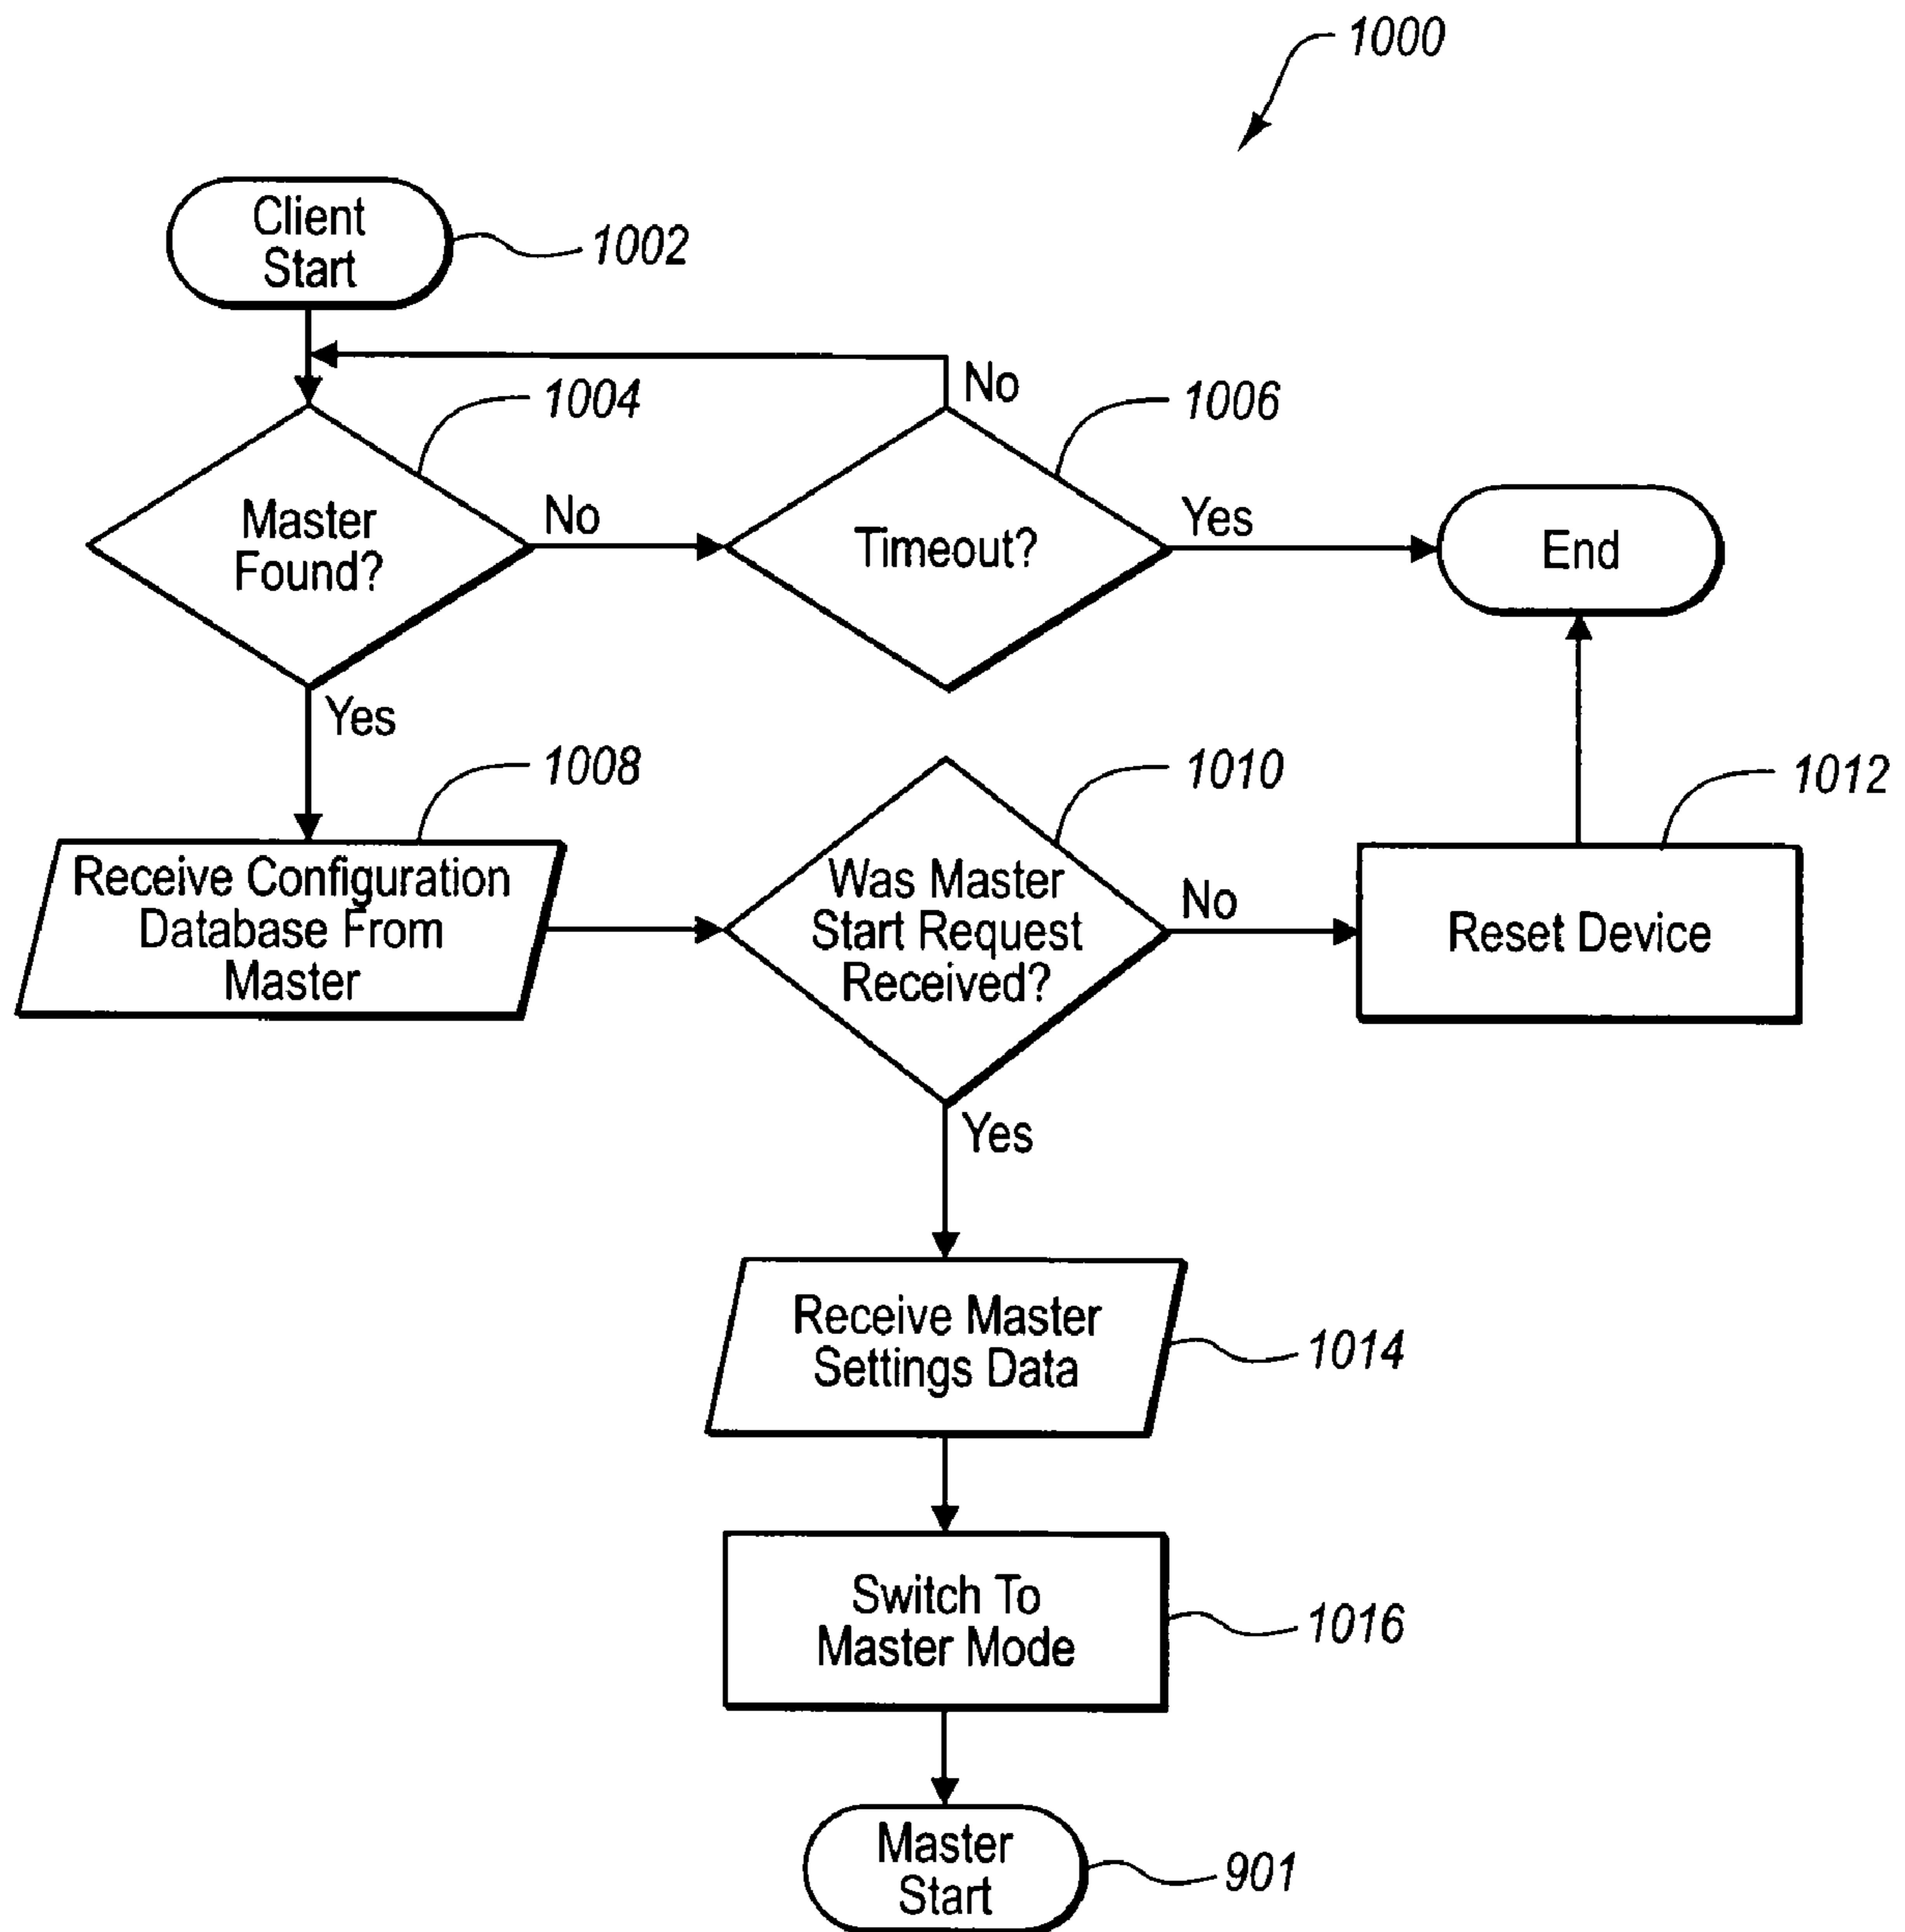 1000
Client
Start
1002
No
1004
1006
Master
Found?
No
Timeout?
Yes
End
Yes
1008
1010
1012
Receive Configuration
Database From
Master
Was Master
Start Request
Received?
No
Reset Device
Yes
Receive Master
Settings Data
1014
Switch To
Master Mode
1016
Master
Start
901